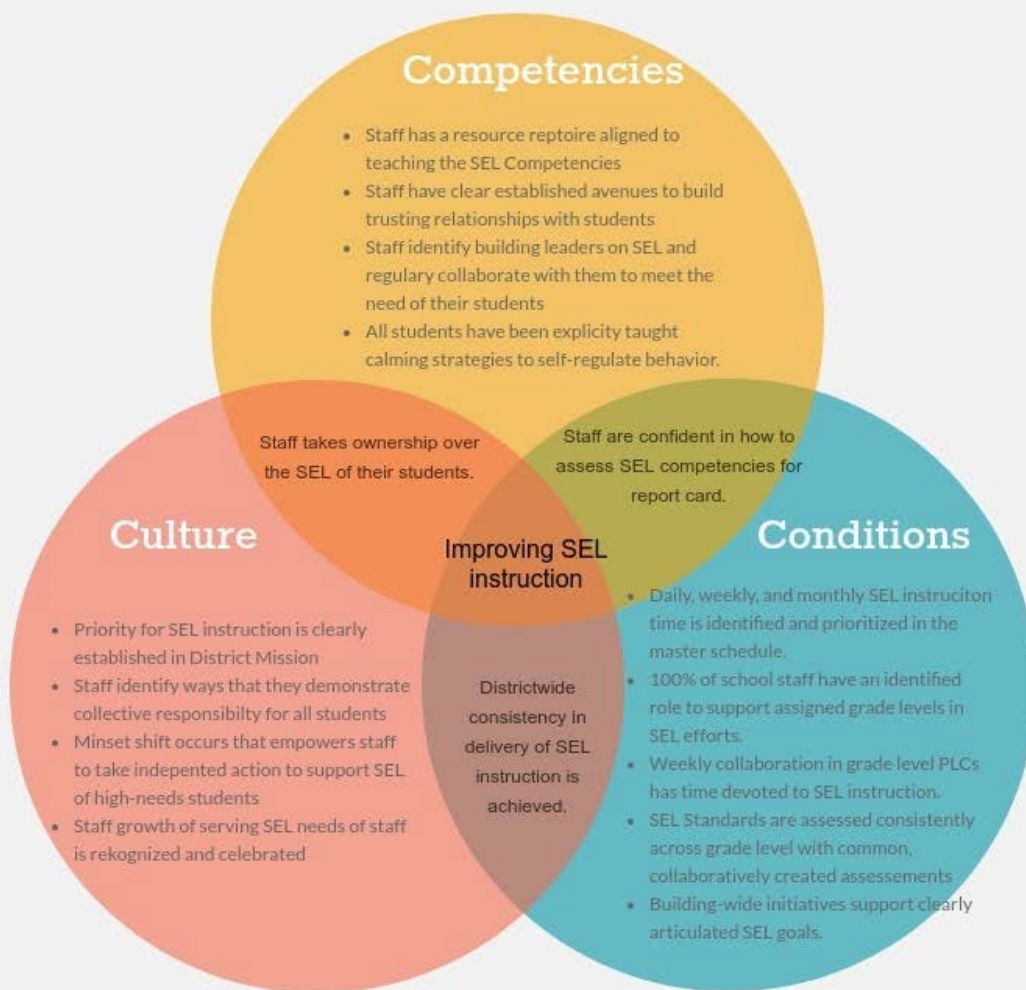 Competencies
• Staff has a resource reptoire aligned to
teaching the SEL Competencies
• Staff have clear established avenues to build
trusting relationships with students
• Staff identify building leaders on SEL and
regulary collaborate with them to meet the
need of their students
• All students have been explicity taught
calming strategies to self-regulate behavior.
Staff takes ownership over
the SEL of their students.
Staff are confident in how to
assess SEL competencies for
report card.
Culture
• Priority for SEL instruction is clearly
established in District Mission
• Staff identify ways that they demonstrate
collective responsibilty for all students
• Minset shift occurs that empowers staff
to take indepented action to support SEL
of high-needs students
• Staff growth of serving SEL needs of staff
is rekognized and celebrated
Improving SEL
instruction
Districtwide
consistency in
delivery of SEL
instruction is
achieved.
Conditions
• Daily, weekly, and monthly SEL instruciton
time is identified and prioritized in the
master schedule.
• 100% of school staff have an identified
role to support assigned grade levels in
SEL efforts.
• Weekly collaboration in grade level PLCs
has time devoted to SEL instruction.
• SEL Standards are assessed consistently
across grade level with common,
collaboratively created assessements
• Building-wide initiatives support clearly
articulated SEL goals.